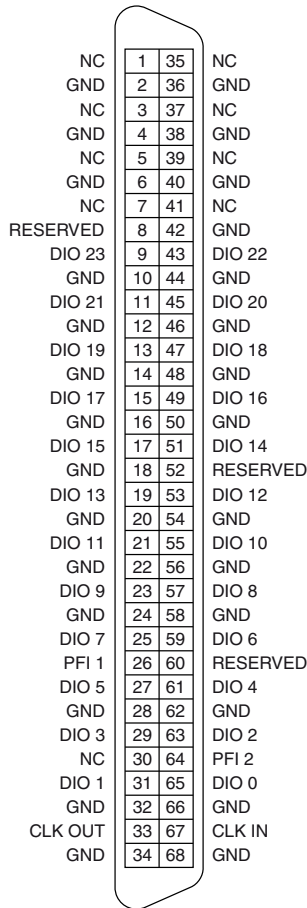 NC 1 35 NC
GND 2 36 GND
NC 3 37 NC
GND 4 38 GND
NC 5 39 NC
GND 6 40 GND
NC 7 41 NC
RESERVED 8 42 GND
DIO 23 9 43 DIO 22
GND 10 44 GND
DIO 21 11 45 DIO 20
GND 12 46 GND
DIO 19 13 47 DIO 18
GND 14 48 GND
DIO 17 15 49 DIO 16
GND 16 50 GND
DIO 15 17 51 DIO 14
GND 18 52 RESERVED
DIO 13 19 53 DIO 12
GND 20 54 GND
DIO 11 21 55 DIO 10
GND 22 56 GND
DIO 9 23 57 DIO 8
GND 24 58 GND
DIO 7 25 59 DIO 6
PFI 1 26 60 RESERVED
DIO 5 27 61 DIO 4
GND 28 62 GND
DIO 3 29 63 DIO 2
NC 30 64 PFI 2
DIO 1 31 65 DIO 0
GND 32 66 GND
CLK OUT 33 67 CLK IN
GND 34 68 GND